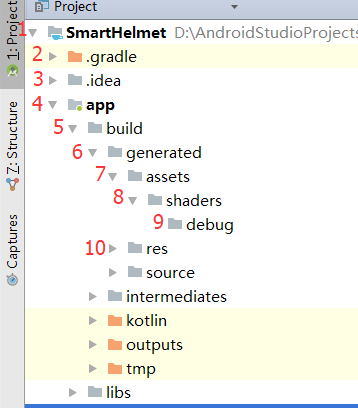 Project
1 SmartHelmet D:\AndroidStudioProjects
2 .gradle
3 .idea
4 app
5 build
6 generated
7 assets
8 shaders
9 debug
10 res
source
intermediates
kotlin
outputs
tmp
libs
1: Project
7: Structure
Captures